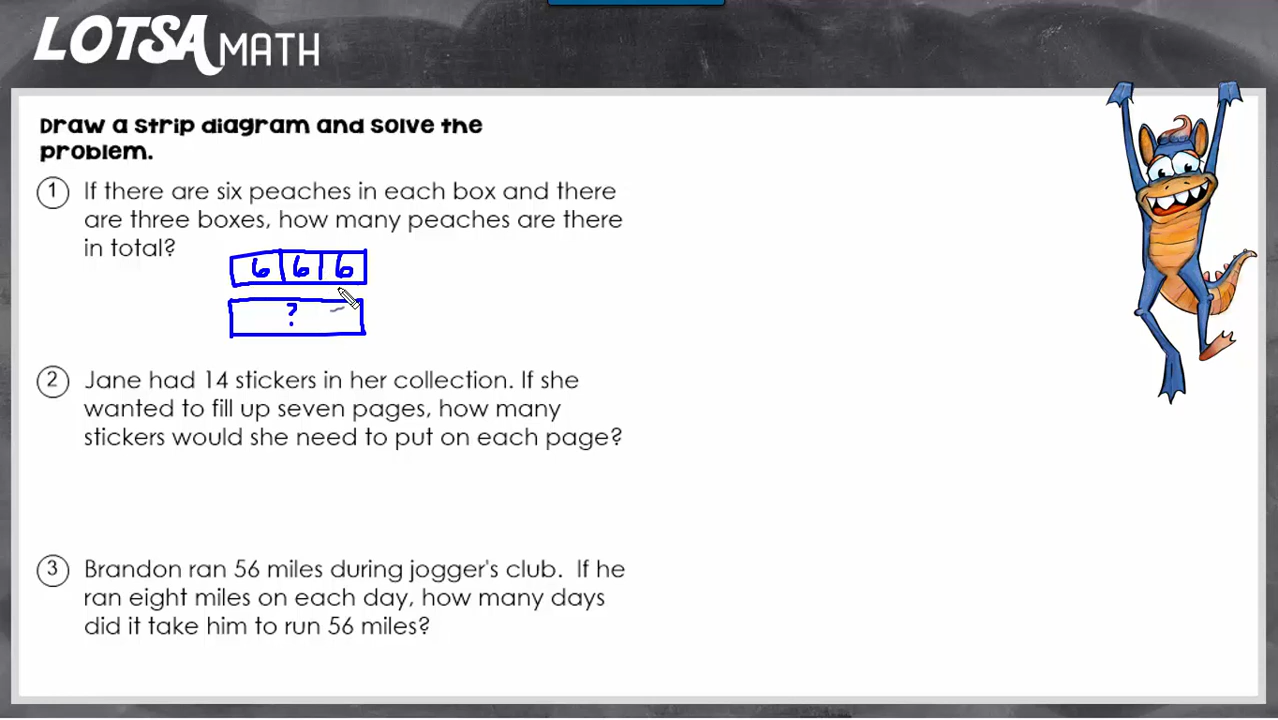 LOTSA MATH
Draw a strip diagram and solve the
problem.
1 If there are six peaches in each box and there
are three boxes, how many peaches are there
in total?
6 6 6
?
2 Jane had 14 stickers in her collection. If she
wanted to fill up seven pages, how many
stickers would she need to put on each page?
3 Brandon ran 56 miles during jogger's club. If he
ran eight miles on each day, how many days
did it take him to run 56 miles?